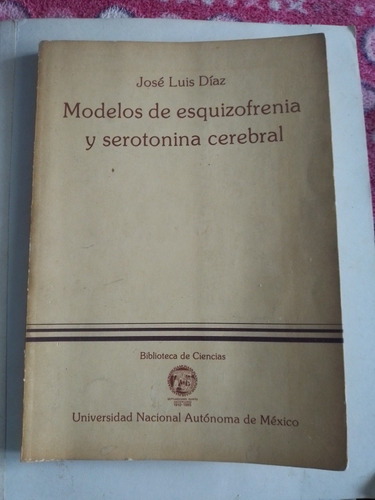 José Luis Díaz
Modelos de esquizofrenia
y serotonina cerebral
Biblioteca de Ciencias
Universidad Nacional Autónoma de México